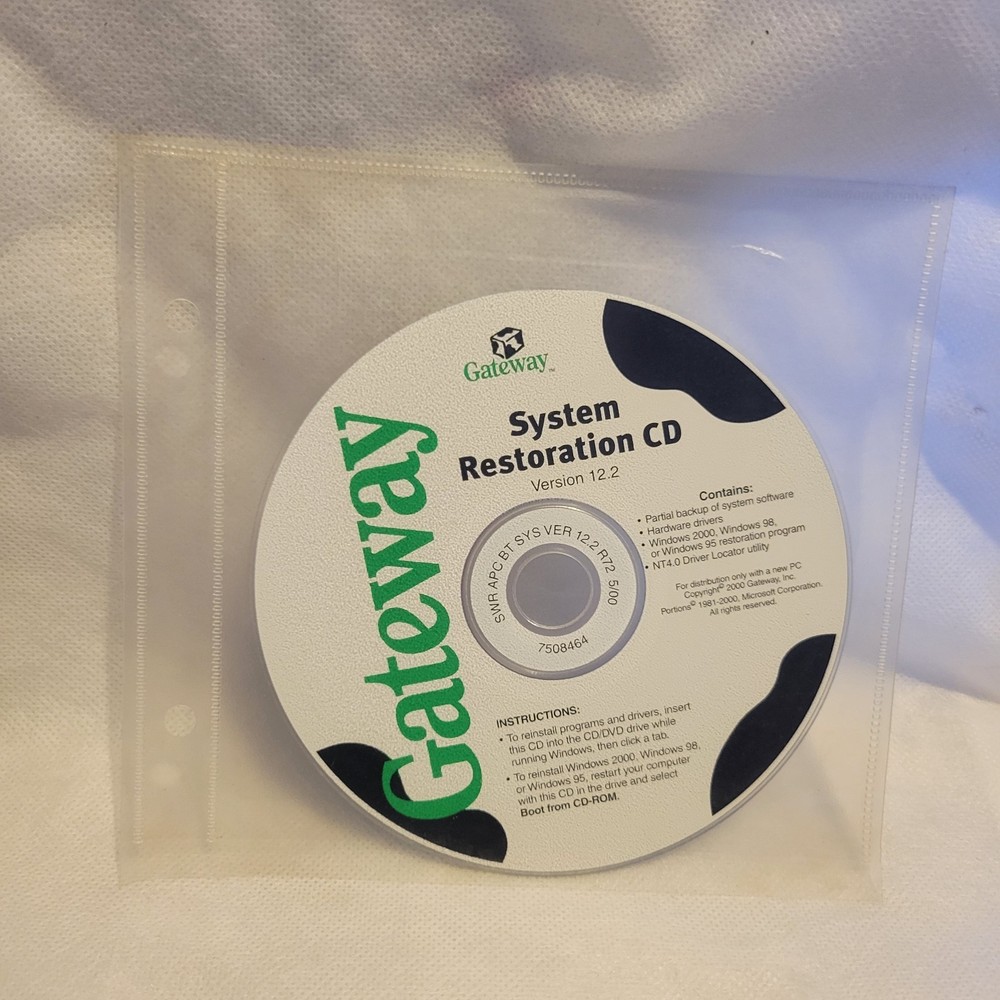 Gateway™
System
Restoration CD
Version 12.2
Gateway
Contains:
• Partial backup of system software
• Hardware drivers
• Windows 2000, Windows 98,
or Windows 95 restoration program
• NT4.0 Driver Locator utility
For distribution only with a new PC
Copyright© 2000 Gateway, Inc.
Portions© 1981-2000, Microsoft Corporation.
All rights reserved.
SWR APC BT SYS VER 12.2 R72 5/00
7508464
INSTRUCTIONS:
• To reinstall programs and drivers, insert
this CD into the CD/DVD drive while
running Windows, then click a tab.
• To reinstall Windows 2000, Windows 98,
or Windows 95, restart your computer
with this CD in the drive and select
Boot from CD-ROM.